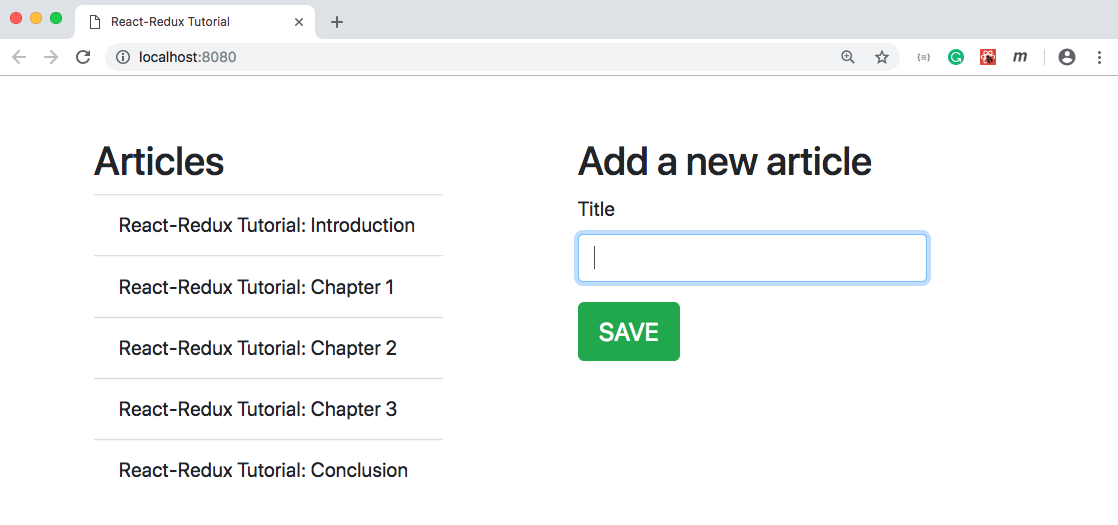 React-Redux Tutorial
localhost:8080
Articles
React-Redux Tutorial: Introduction
React-Redux Tutorial: Chapter 1
React-Redux Tutorial: Chapter 2
React-Redux Tutorial: Chapter 3
React-Redux Tutorial: Conclusion
Add a new article
Title
SAVE